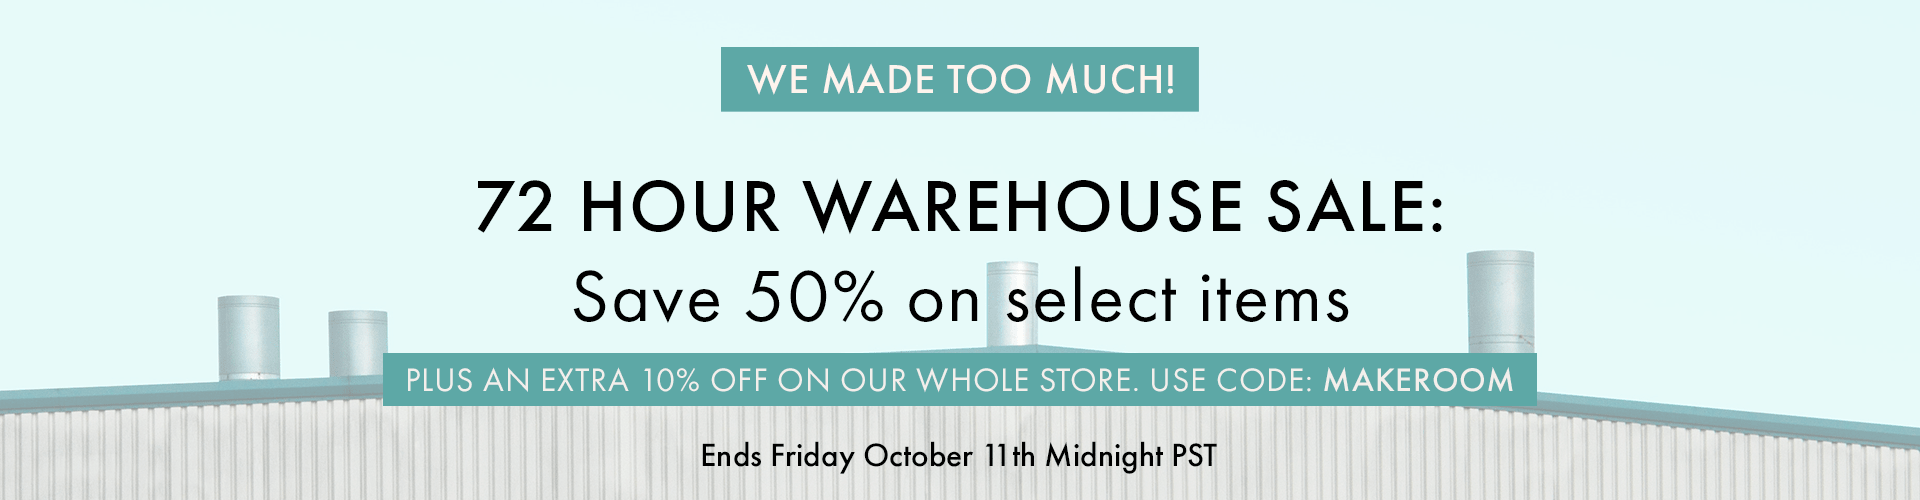 WE MADE TOO MUCH!
72 HOUR WAREHOUSE SALE:
Save 50% on select items
PLUS AN EXTRA 10% OFF ON OUR WHOLE STORE. USE CODE: MAKEROOM
Ends Friday October 11th Midnight PST